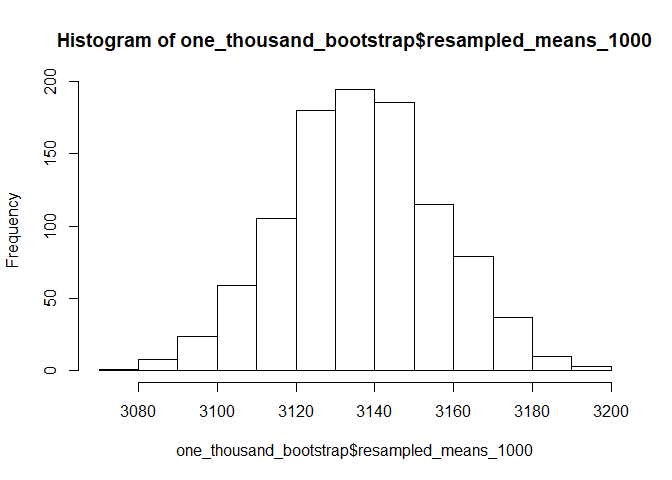 Histogram of one_thousand_bootstrap$resampled_means_1000
Frequency
200
150
100
50
0
3080 3100 3120 3140 3160 3180 3200
one_thousand_bootstrap$resampled_means_1000